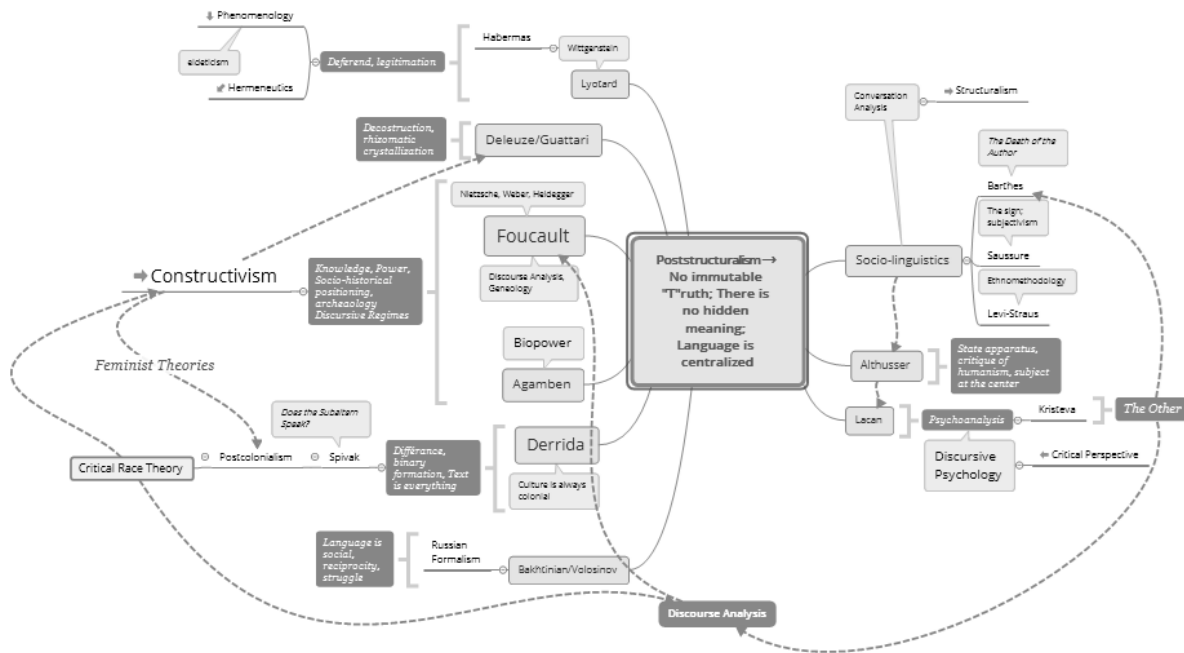 Phenomenology
eideticism
Hermeneutics
Deferend, legitimation
Habermas
Wittgenstein
Lyotard
Decostruction,
rhizomatic
crystallization
Deleuze/Guattari
Nietzsche, Weber, Heidegger
Foucault
Discourse Analysis,
Geneology
Constructivism
Knowledge, Power,
Socio-historical
positioning,
archeaology
Discursive Regimes
Feminist Theories
Biopower
Agamben
Does the Subaltern
Speak?
Critical Race Theory
Postcolonialism
Spivak
Différance,
binary
formation, Text
is everything
Derrida
Culture is always
colonial
Language is
social,
reciprocity,
struggle
Russian
Formalism
Bakhtinian/Volosinov
Poststructuralism→
No immutable
"T"ruth; There is
no hidden
meaning;
Language is
centralized
Conversation
Analysis
Structuralism
The Death of the
Author
Barthes
The sign;
subjectivism
Saussure
Ethnomethodology
Levi-Straus
Socio-linguistics
Althusser
State apparatus,
critique of
humanism, subject
at the center
Lacan
Psychoanalysis
Kristeva
The Other
Discursive
Psychology
Critical Perspective
Discourse Analysis